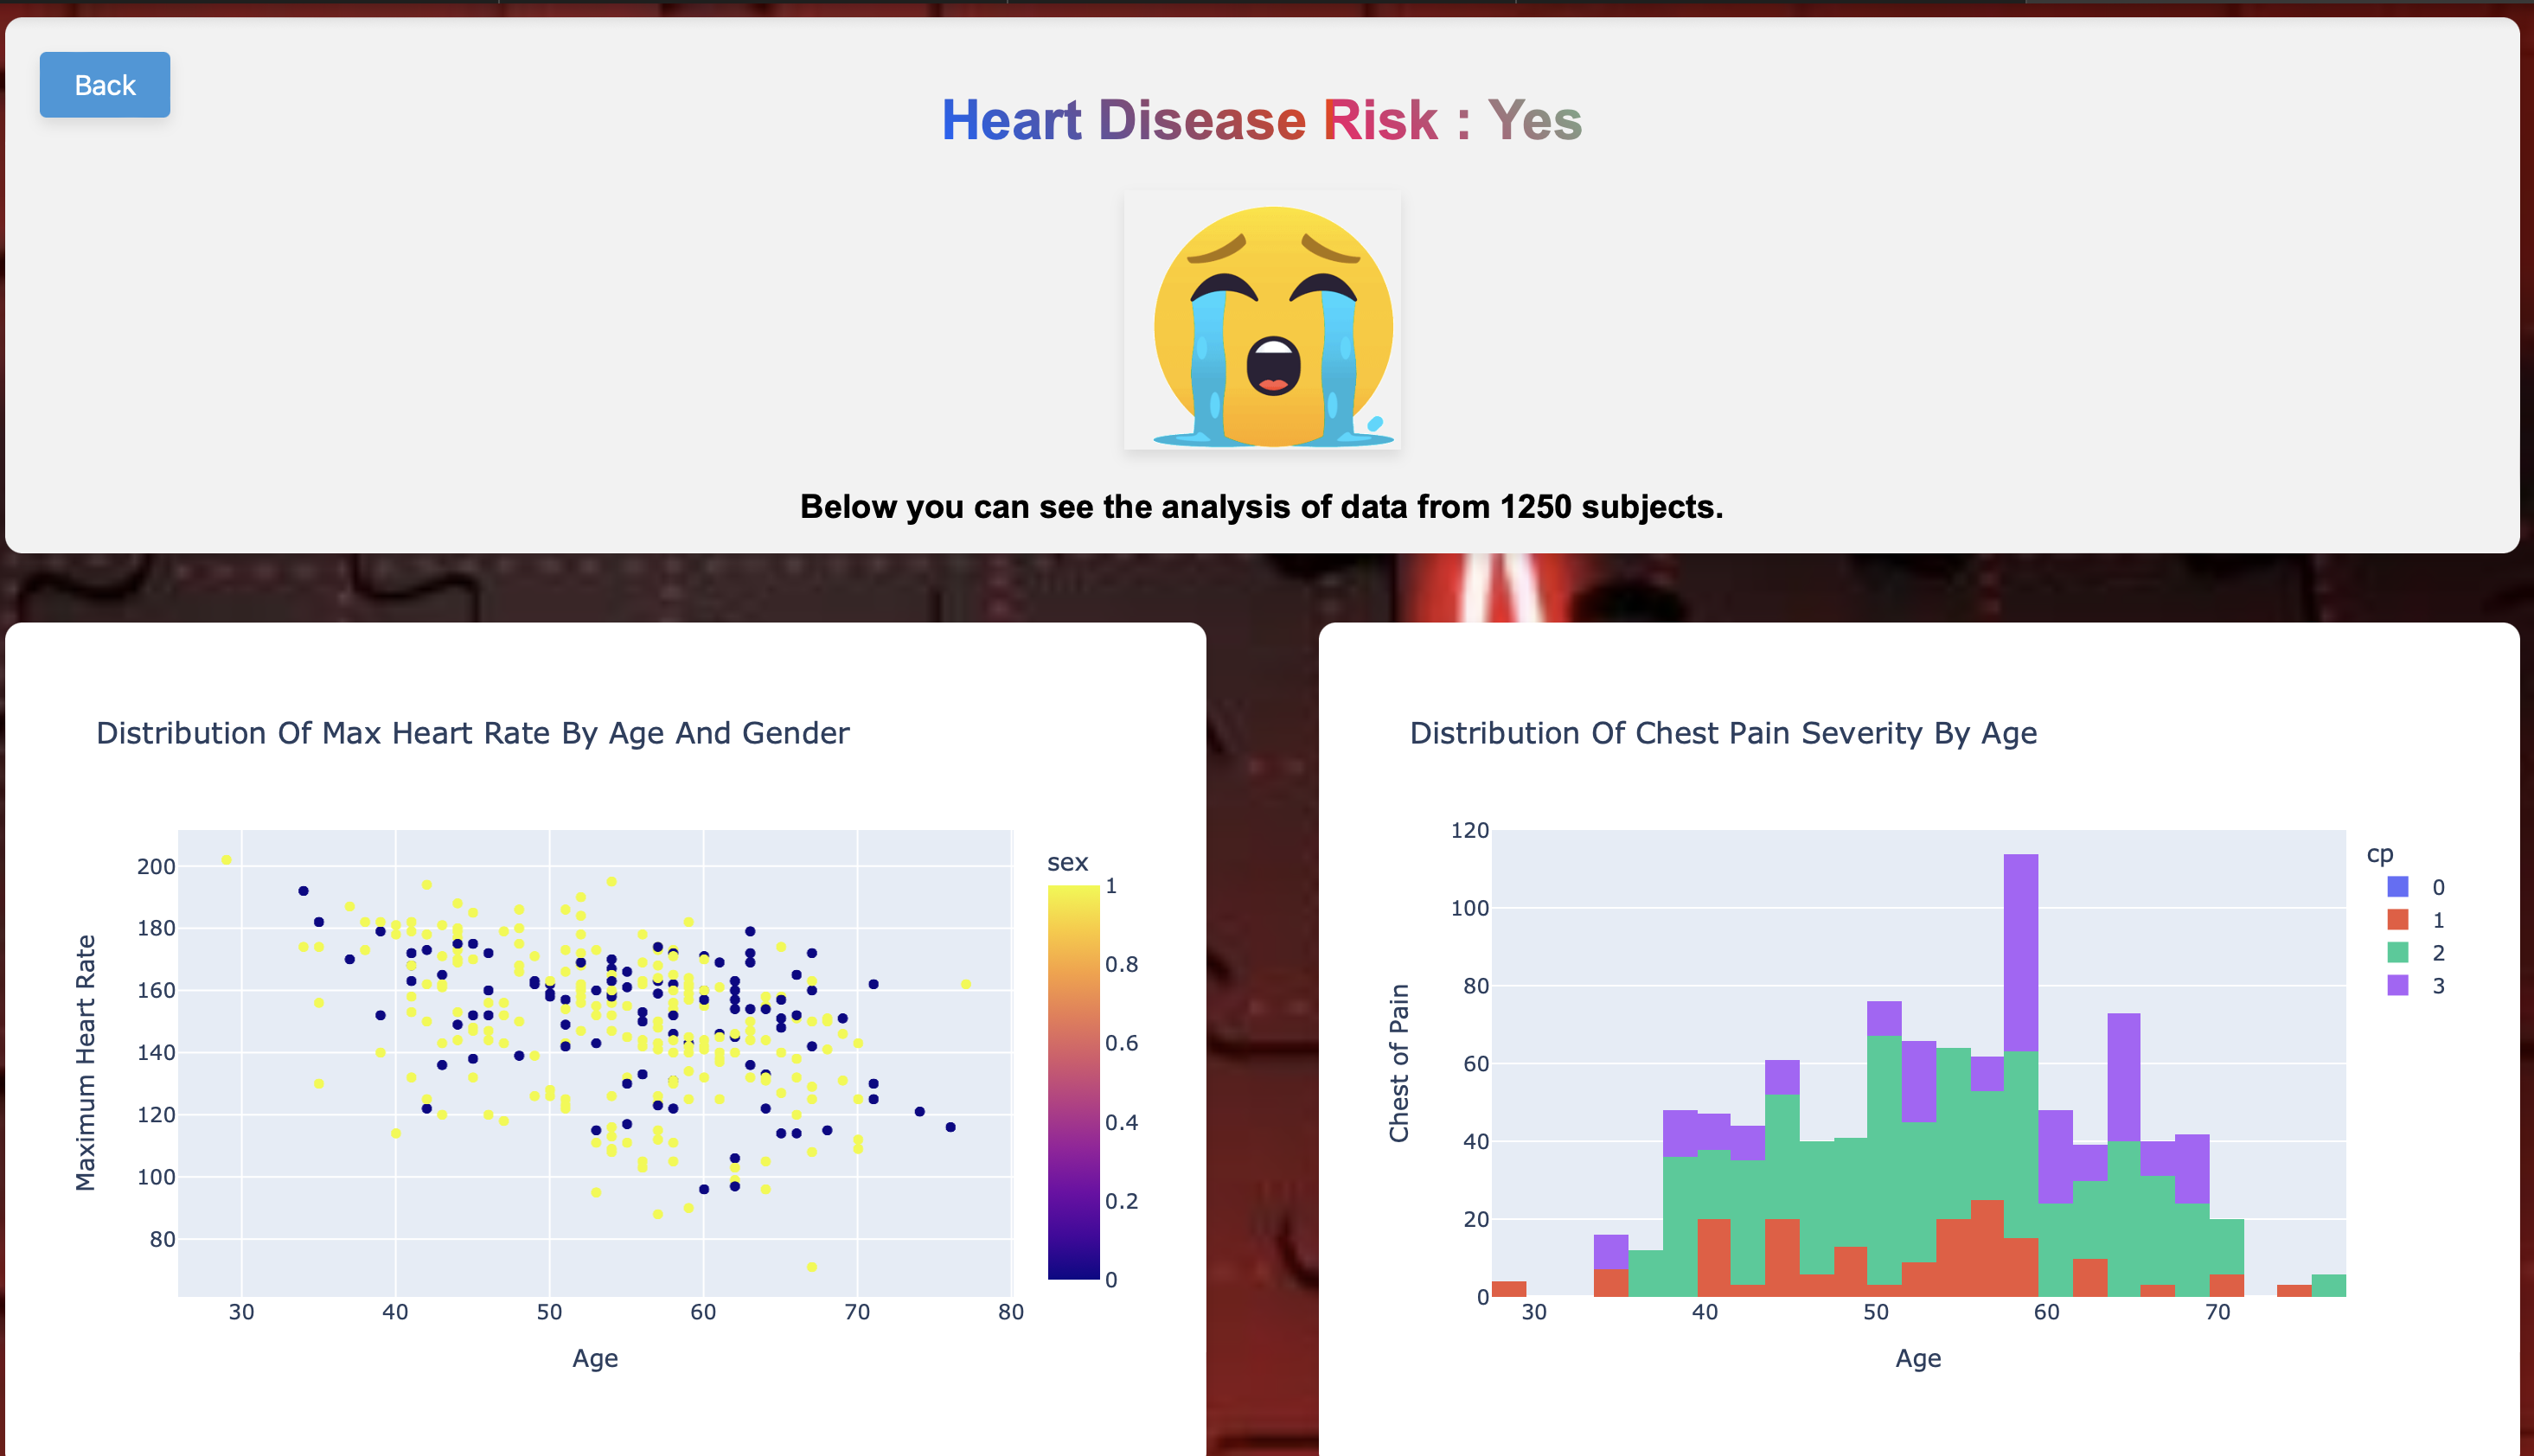 Back
Heart Disease Risk : Yes
Below you can see the analysis of data from 1250 subjects.
Distribution Of Max Heart Rate By Age And Gender
Maximum Heart Rate
200
180
160
140
120
100
80
30 40 50 60 70 80
Age
sex
1
0.8
0.6
0.4
0.2
0
Distribution Of Chest Pain Severity By Age
Chest of Pain
120
100
80
60
40
20
0
30 40 50 60 70
Age
cp
0
1
2
3